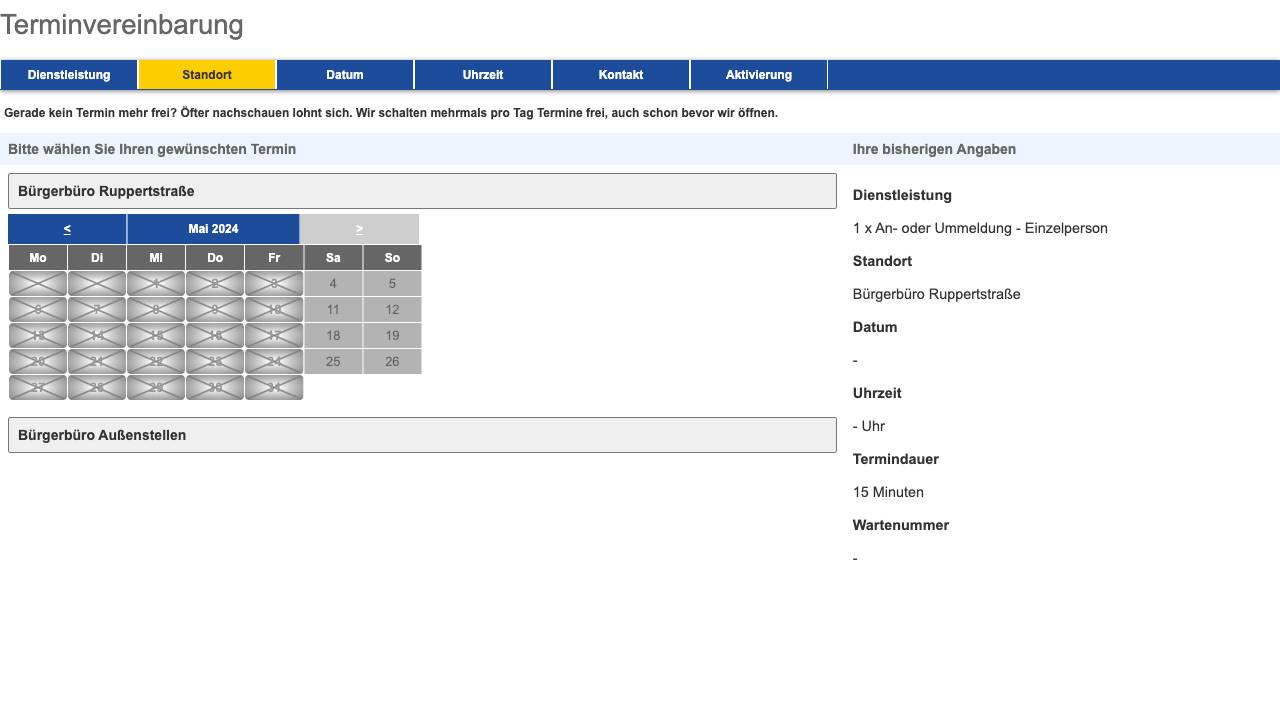 Terminvereinbarung
Dienstleistung Standort Datum Uhrzeit Kontakt Aktivierung
Gerade kein Termin mehr frei? Öfter nachschauen lohnt sich. Wir schalten mehrmals pro Tag Termine frei, auch schon bevor wir öffnen.
Bitte wählen Sie Ihren gewünschten Termin
Bürgerbüro Ruppertstraße
< Mai 2024 >
Mo Di Mi Do Fr Sa So
1 2 3 4 5
6 7 8 9 10 11 12
13 14 15 16 17 18 19
20 21 22 23 24 25 26
27 28 29 30 31
Bürgerbüro Außenstellen
Ihre bisherigen Angaben
Dienstleistung
1 x An- oder Ummeldung - Einzelperson
Standort
Bürgerbüro Ruppertstraße
Datum
-
Uhrzeit
- Uhr
Termindauer
15 Minuten
Wartenummer
-